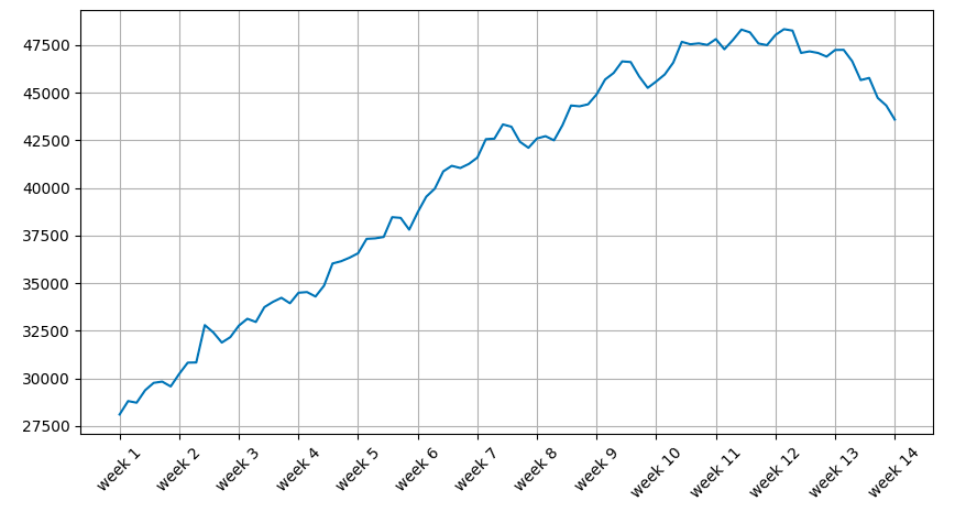 47500
45000
42500
40000
37500
35000
32500
30000
27500
week 1
week 2
week 3
week 4
week 5
week 6
week 7
week 8
week 9
week 10
week 11
week 12
week 13
week 14